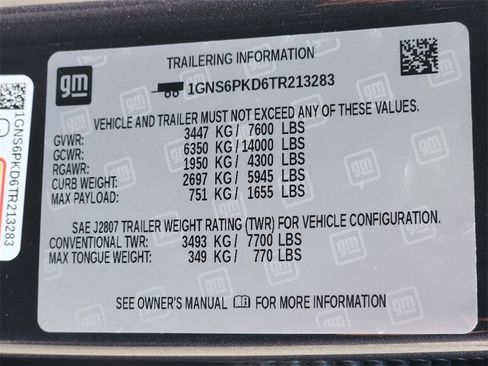 TRAILERING INFORMATION
gm
1GNS6PKD6TR213283
VEHICLE AND TRAILER MUST NOT EXCEED ANY OF THESE VALUES.
GVWR: 3447 KG / 7600 LBS
GCWR: 6350 KG / 14000 LBS
RGAWR: 1950 KG / 4300 LBS
CURB WEIGHT: 2697 KG / 5945 LBS
MAX PAYLOAD: 751 KG / 1655 LBS
SAE J2807 TRAILER WEIGHT RATING (TWR) FOR VEHICLE CONFIGURATION.
CONVENTIONAL TWR: 3493 KG / 7700 LBS
MAX TONGUE WEIGHT: 349 KG / 770 LBS
SEE OWNER'S MANUAL FOR MORE INFORMATION
1GNS6PKD6TR213283